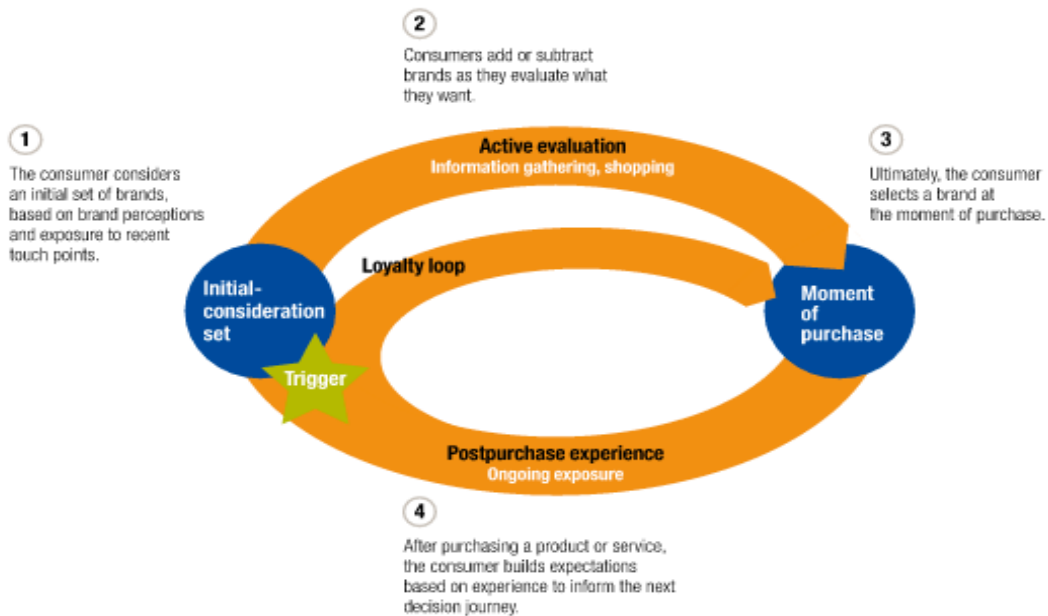 1
The consumer considers
an initial set of brands,
based on brand perceptions
and exposure to recent
touch points.
2
Consumers add or subtract
brands as they evaluate what
they want.
3
Ultimately, the consumer
selects a brand at
the moment of purchase.
Active evaluation
Information gathering, shopping
Loyalty loop
Initial-
consideration
set
Trigger
Moment
of
purchase
Postpurchase experience
Ongoing exposure
4
After purchasing a product or service,
the consumer builds expectations
based on experience to inform the next
decision journey.